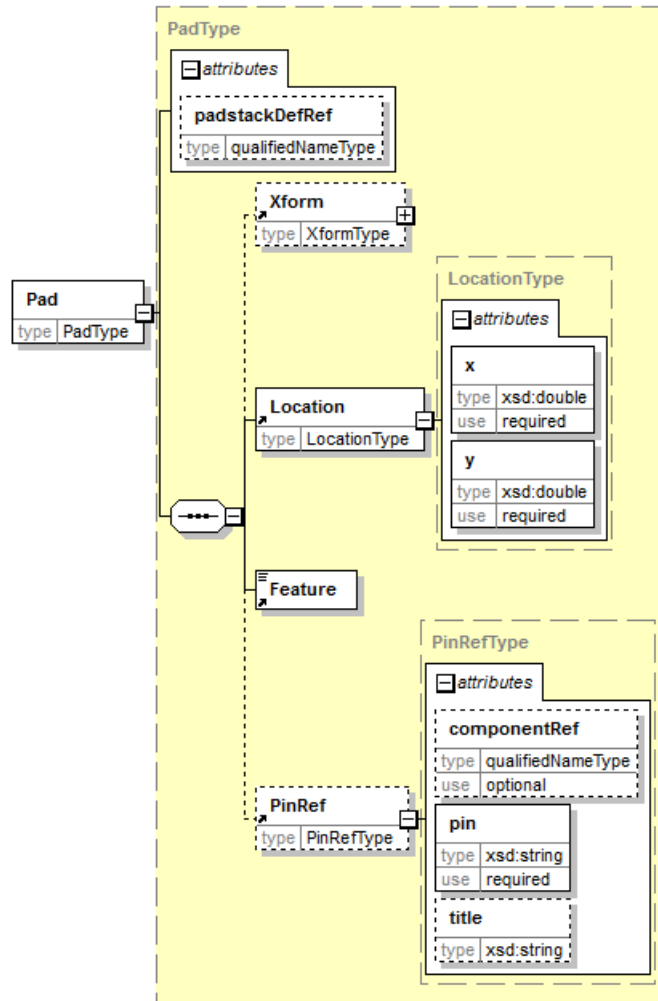 PadType
attributes
padstackDefRef
type qualifiedNameType
Xform
type XformType
Pad
type PadType
LocationType
attributes
x
type xsd:double
use required
Location
type LocationType
y
type xsd:double
use required
Feature
PinRefType
attributes
componentRef
type qualifiedNameType
use optional
PinRef
type PinRefType
pin
type xsd:string
use required
title
type xsd:string